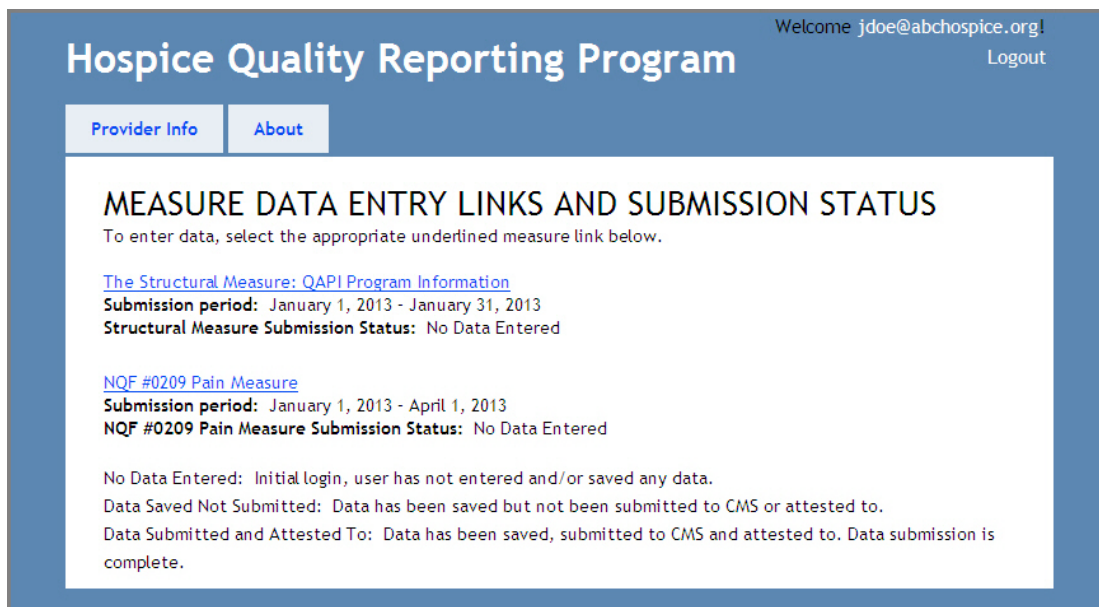 Welcome jdoe@abchospice.org!
Hospice Quality Reporting Program
Logout
Provider Info
About
MEASURE DATA ENTRY LINKS AND SUBMISSION STATUS
To enter data, select the appropriate underlined measure link below.
The Structural Measure: QAPI Program Information
Submission period: January 1, 2013 - January 31, 2013
Structural Measure Submission Status: No Data Entered
NQF #0209 Pain Measure
Submission period: January 1, 2013 - April 1, 2013
NQF #0209 Pain Measure Submission Status: No Data Entered
No Data Entered: Initial login, user has not entered and/or saved any data.
Data Saved Not Submitted: Data has been saved but not been submitted to CMS or attested to.
Data Submitted and Attested To: Data has been saved, submitted to CMS and attested to. Data submission is
complete.